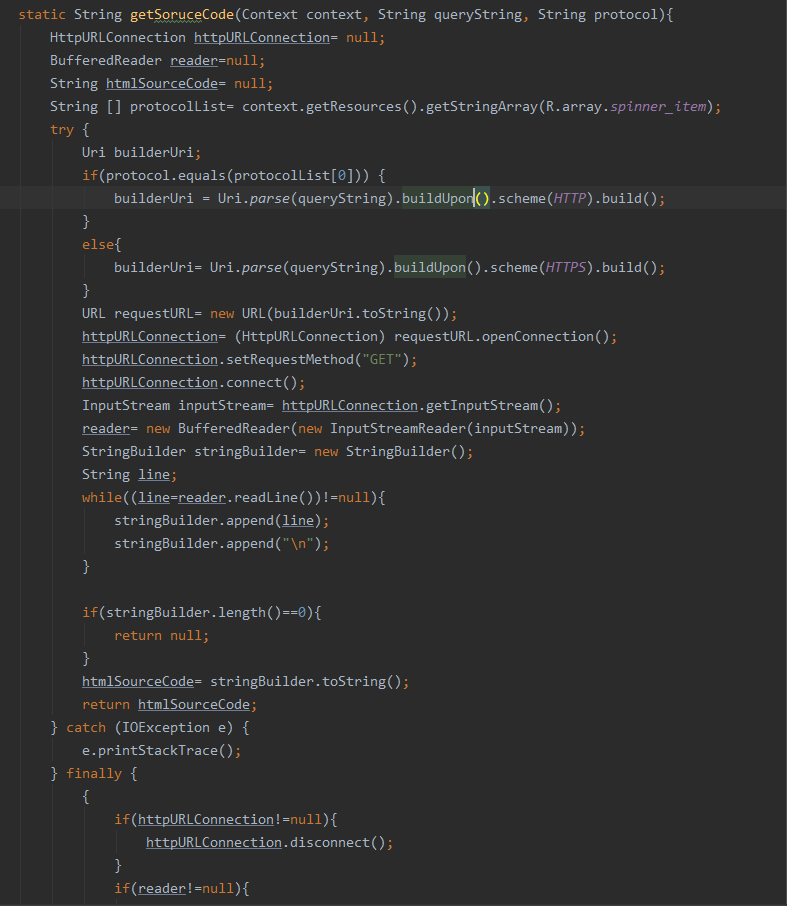 static String getSoruceCode(Context context, String queryString, String protocol){
    HttpURLConnection httpURLConnection= null;
    BufferedReader reader=null;
    String htmlSourceCode= null;
    String [] protocolList= context.getResources().getStringArray(R.array.spinner_item);
    try {
        Uri builderUri;
        if(protocol.equals(protocolList[0])) {
            builderUri = Uri.parse(queryString).buildUpon().scheme(HTTP).build();
        }
        else{
            builderUri= Uri.parse(queryString).buildUpon().scheme(HTTPS).build();
        }
        URL requestURL= new URL(builderUri.toString());
        httpURLConnection= (HttpURLConnection) requestURL.openConnection();
        httpURLConnection.setRequestMethod("GET");
        httpURLConnection.connect();
        InputStream inputStream= httpURLConnection.getInputStream();
        reader= new BufferedReader(new InputStreamReader(inputStream));
        StringBuilder stringBuilder= new StringBuilder();
        String line;
        while((line=reader.readLine())!=null){
            stringBuilder.append(line);
            stringBuilder.append("\n");
        }

        if(stringBuilder.length()==0){
            return null;
        }
        htmlSourceCode= stringBuilder.toString();
        return htmlSourceCode;
    } catch (IOException e) {
        e.printStackTrace();
    } finally {
        {
            if(httpURLConnection!=null){
                httpURLConnection.disconnect();
            }
            if(reader!=null){